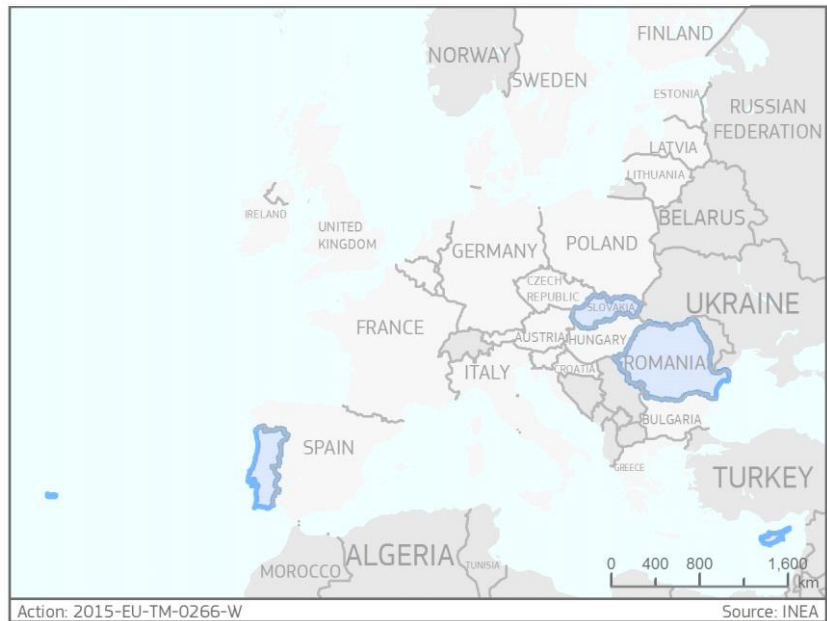 FINLAND
NORWAY
SWEDEN
ESTONIA
RUSSIAN
FEDERATION
LATVIA
LITHUANIA
BELARUS
IRELAND
UNITED
KINGDOM
GERMANY
POLAND
CZECH
REPUBLIC
SLOVAKIA
UKRAINE
FRANCE
AUSTRIA
HUNGARY
ITALY
CROATIA
ROMANIA
SPAIN
BULGARIA
GREECE
TURKEY
MOROCCO
ALGERIA
TUNISIA
0 400 800 1,600
km
Action: 2015-EU-TM-0266-W
Source: INEA